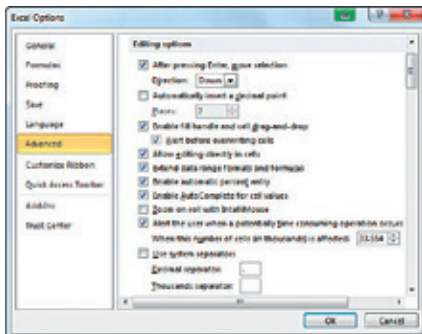 Excel Options
General
Formulas
Proofing
Save
Language
Advanced
Customize Ribbon
Quick Access Toolbar
Add-Ins
Trust Center
Editing options
After pressing Enter, move selection
Direction: Down
Automatically insert a decimal point
Places: 2
Enable fill handle and cell drag-and-drop
Alert before overwriting cells
Allow editing directly in cells
Extend data range formats and formulas
Enable automatic percent entry
Enable AutoComplete for cell values
Zoom on roll with IntelliMouse
Alert the user when a potentially time consuming operation occurs
When this number of cells (in thousands) is affected:
Use system separators
Decimal separator: .
Thousands separator:
OK
Cancel